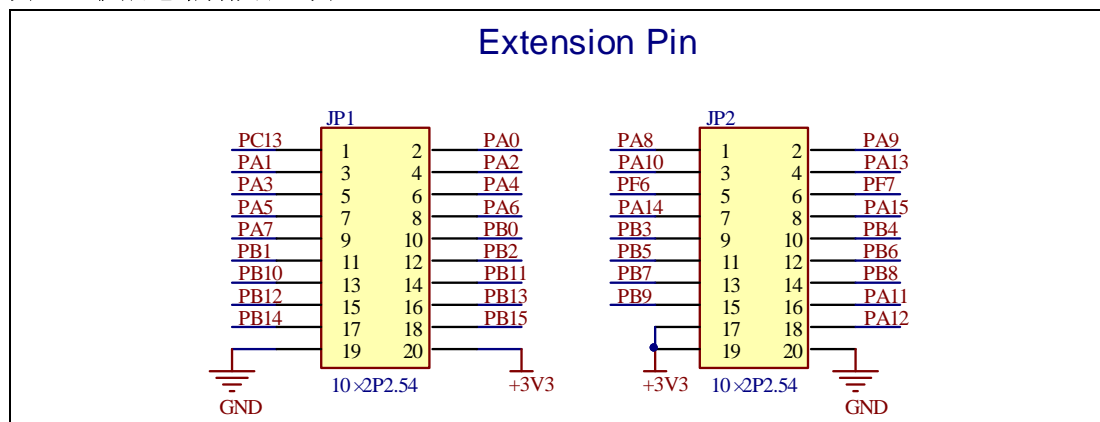 Extension Pin
JP1
PC13 1 2 PA0
PA1 3 4 PA2
PA3 5 6 PA4
PA5 7 8 PA6
PA7 9 10 PB0
PB1 11 12 PB2
PB10 13 14 PB11
PB12 15 16 PB13
PB14 17 18 PB15
19 20
GND
10×2P2.54
+3V3
JP2
PA8 1 2 PA9
PA10 3 4 PA13
PF6 5 6 PF7
PA14 7 8 PA15
PB3 9 10 PB4
PB5 11 12 PB6
PB7 13 14 PB8
PB9 15 16 PA11
17 18 PA12
19 20
+3V3
10×2P2.54
GND